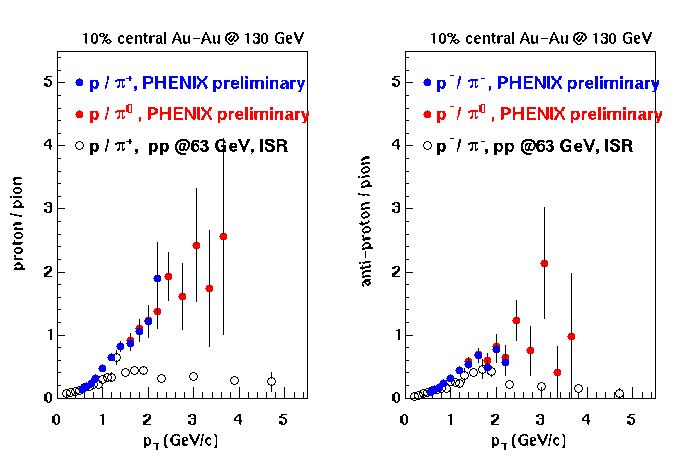 10% central Au-Au @ 130 GeV
p / π⁺, PHENIX preliminary
p / π⁰, PHENIX preliminary
p / π⁺, pp @63 GeV, ISR
proton / pion
5
4
3
2
1
0
0 1 2 3 4 5
p_T (GeV/c)
10% central Au-Au @ 130 GeV
p⁻/ π⁻, PHENIX preliminary
p⁻/ π⁰, PHENIX preliminary
p⁻/ π⁻, pp @63 GeV, ISR
anti-proton / pion
5
4
3
2
1
0
0 1 2 3 4 5
p_T (GeV/c)